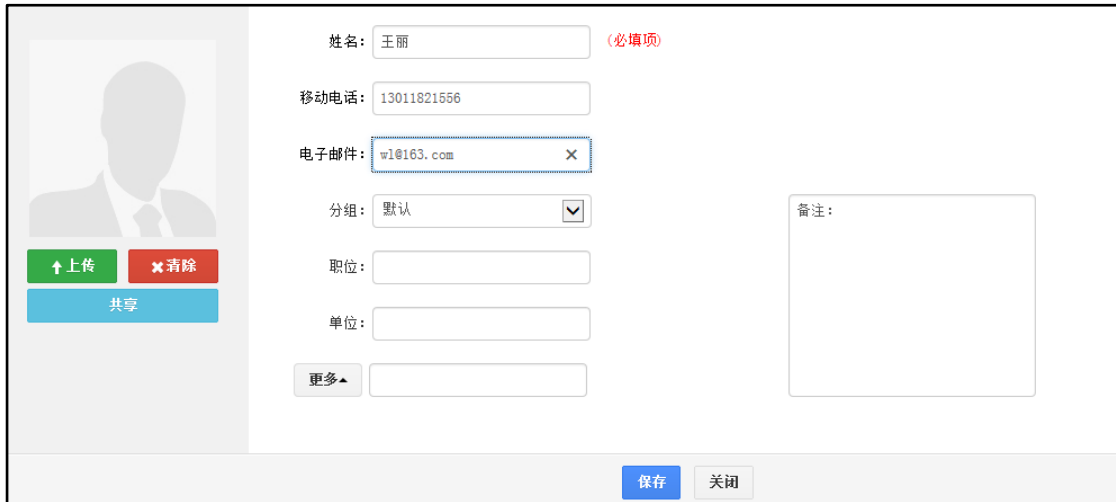 姓名: 王丽 (必填项)
移动电话: 13011821556
电子邮件: wl@163.com
分组: 默认
备注:
上传 清除
职位:
共享
单位:
更多
保存 关闭